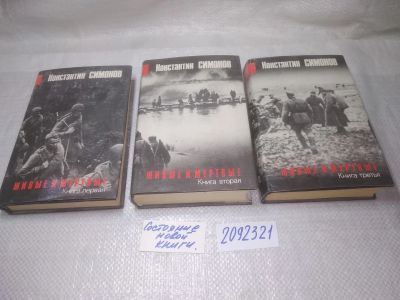 Константин СИМОНОВ
ЖИВЫЕ И МЕРТВЫЕ
Книга первая
Константин СИМОНОВ
ЖИВЫЕ И МЕРТВЫЕ
Книга вторая
Константин СИМОНОВ
ЖИВЫЕ И МЕРТВЫЕ
Книга третья
Состояние
новой
книги.
2092321